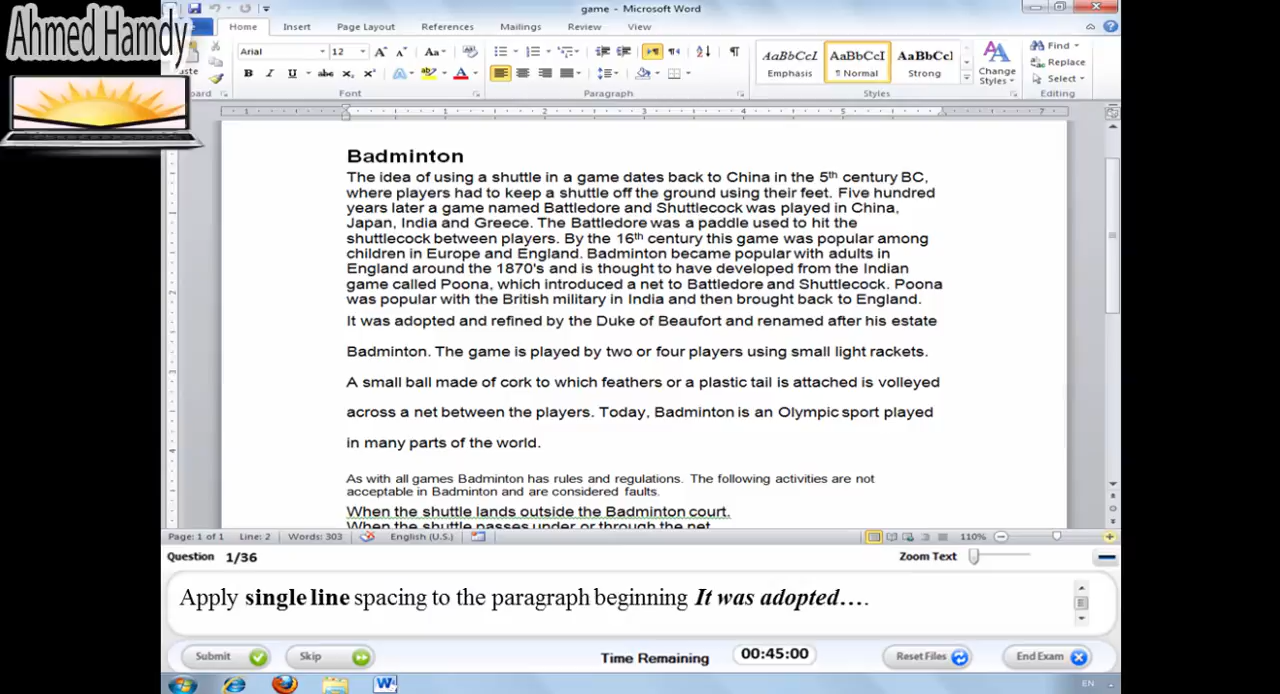 Ahmed Hamdy
game - Microsoft Word
Home Insert Page Layout References Mailings Review View
Arial 12 Aa
B I U abc x₂ x² A A
AaBbCcI AaBbCcI AaBbCcl
Emphasis ¶ Normal Strong
Change Styles
Find
Replace
Select
Font Paragraph Styles Editing
Badminton
The idea of using a shuttle in a game dates back to China in the 5th century BC,
where players had to keep a shuttle off the ground using their feet. Five hundred
years later a game named Battledore and Shuttlecock was played in China,
Japan, India and Greece. The Battledore was a paddle used to hit the
shuttlecock between players. By the 16th century this game was popular among
children in Europe and England. Badminton became popular with adults in
England around the 1870's and is thought to have developed from the Indian
game called Poona, which introduced a net to Battledore and Shuttlecock. Poona
was popular with the British military in India and then brought back to England.
It was adopted and refined by the Duke of Beaufort and renamed after his estate
Badminton. The game is played by two or four players using small light rackets.
A small ball made of cork to which feathers or a plastic tail is attached is volleyed
across a net between the players. Today, Badminton is an Olympic sport played
in many parts of the world.
As with all games Badminton has rules and regulations. The following activities are not
acceptable in Badminton and are considered faults.
When the shuttle lands outside the Badminton court.
When the shuttle passes under or through the net
Page: 1 of 1 Line: 2 Words: 303 English (U.S.) 110%
Question 1/36 Zoom Text
Apply single line spacing to the paragraph beginning It was adopted….
Submit Skip Time Remaining 00:45:00 Reset Files End Exam
EN